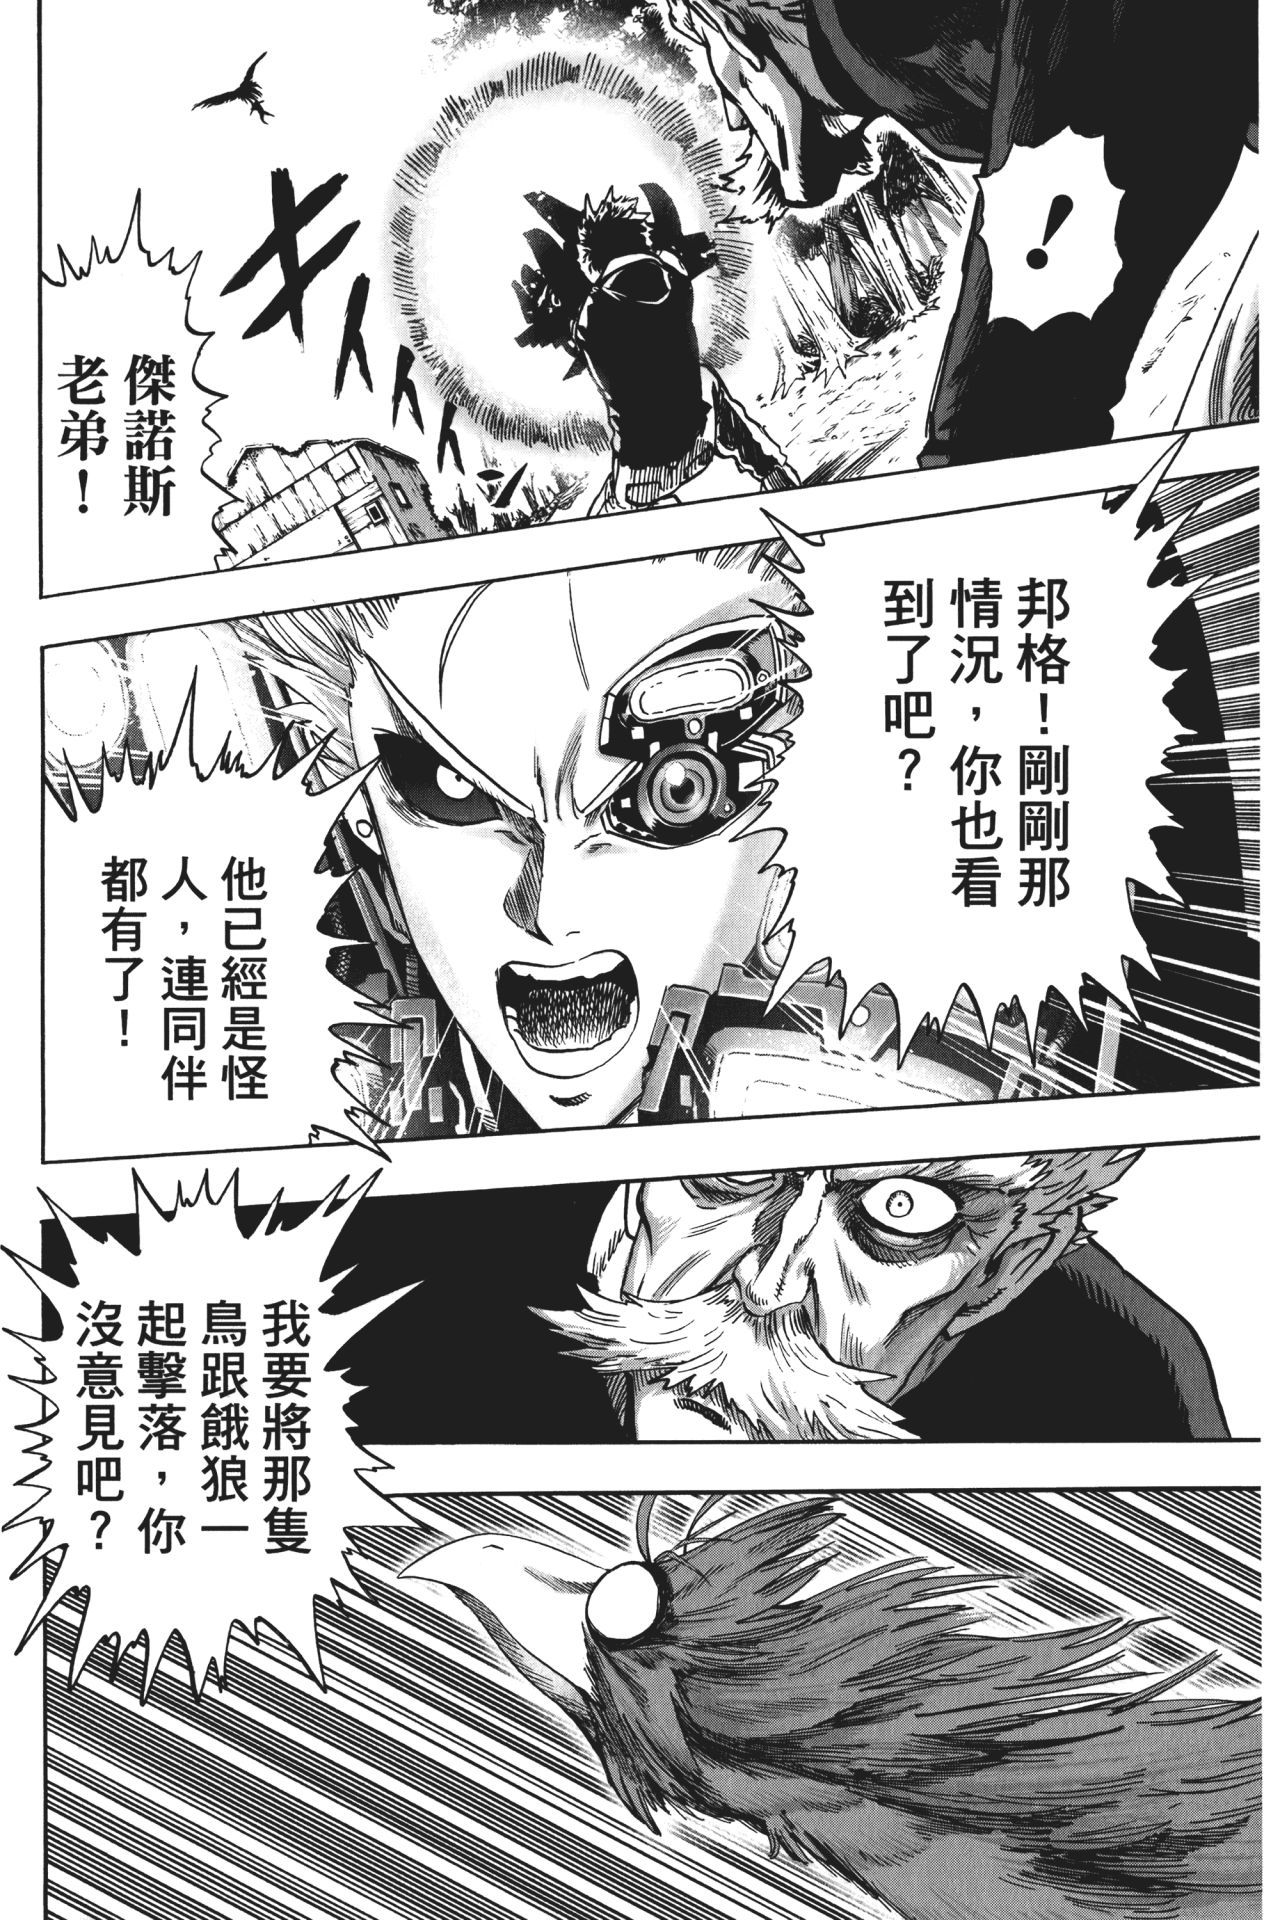 ！
キィィィン
傑諾斯
老弟！
邦格！剛剛那
情況，你也看
到了吧？
他已經是怪
人，連同伴
都有了！
我要將那隻
鳥跟餓狼一
起擊落，你
沒意見吧？